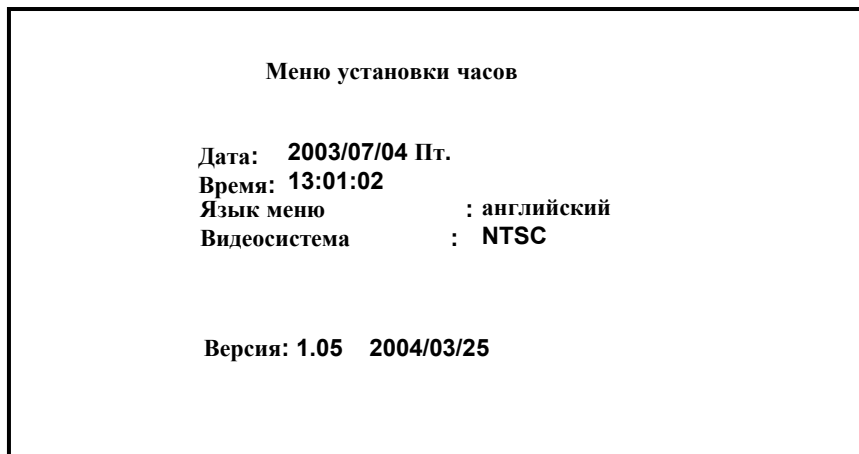 Меню установки часов
Дата: 2003/07/04 Пт.
Время: 13:01:02
Язык меню : английский
Видеосистема : NTSC
Версия: 1.05 2004/03/25